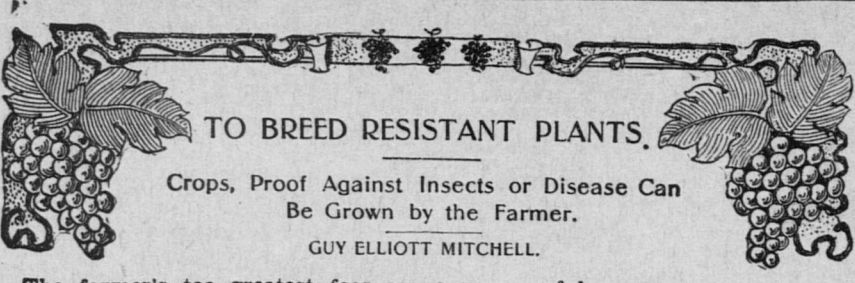 TO BREED RESISTANT PLANTS.
Crops, Proof Against Insects or Disease Can
Be Grown by the Farmer.
GUY ELLIOTT MITCHELL.